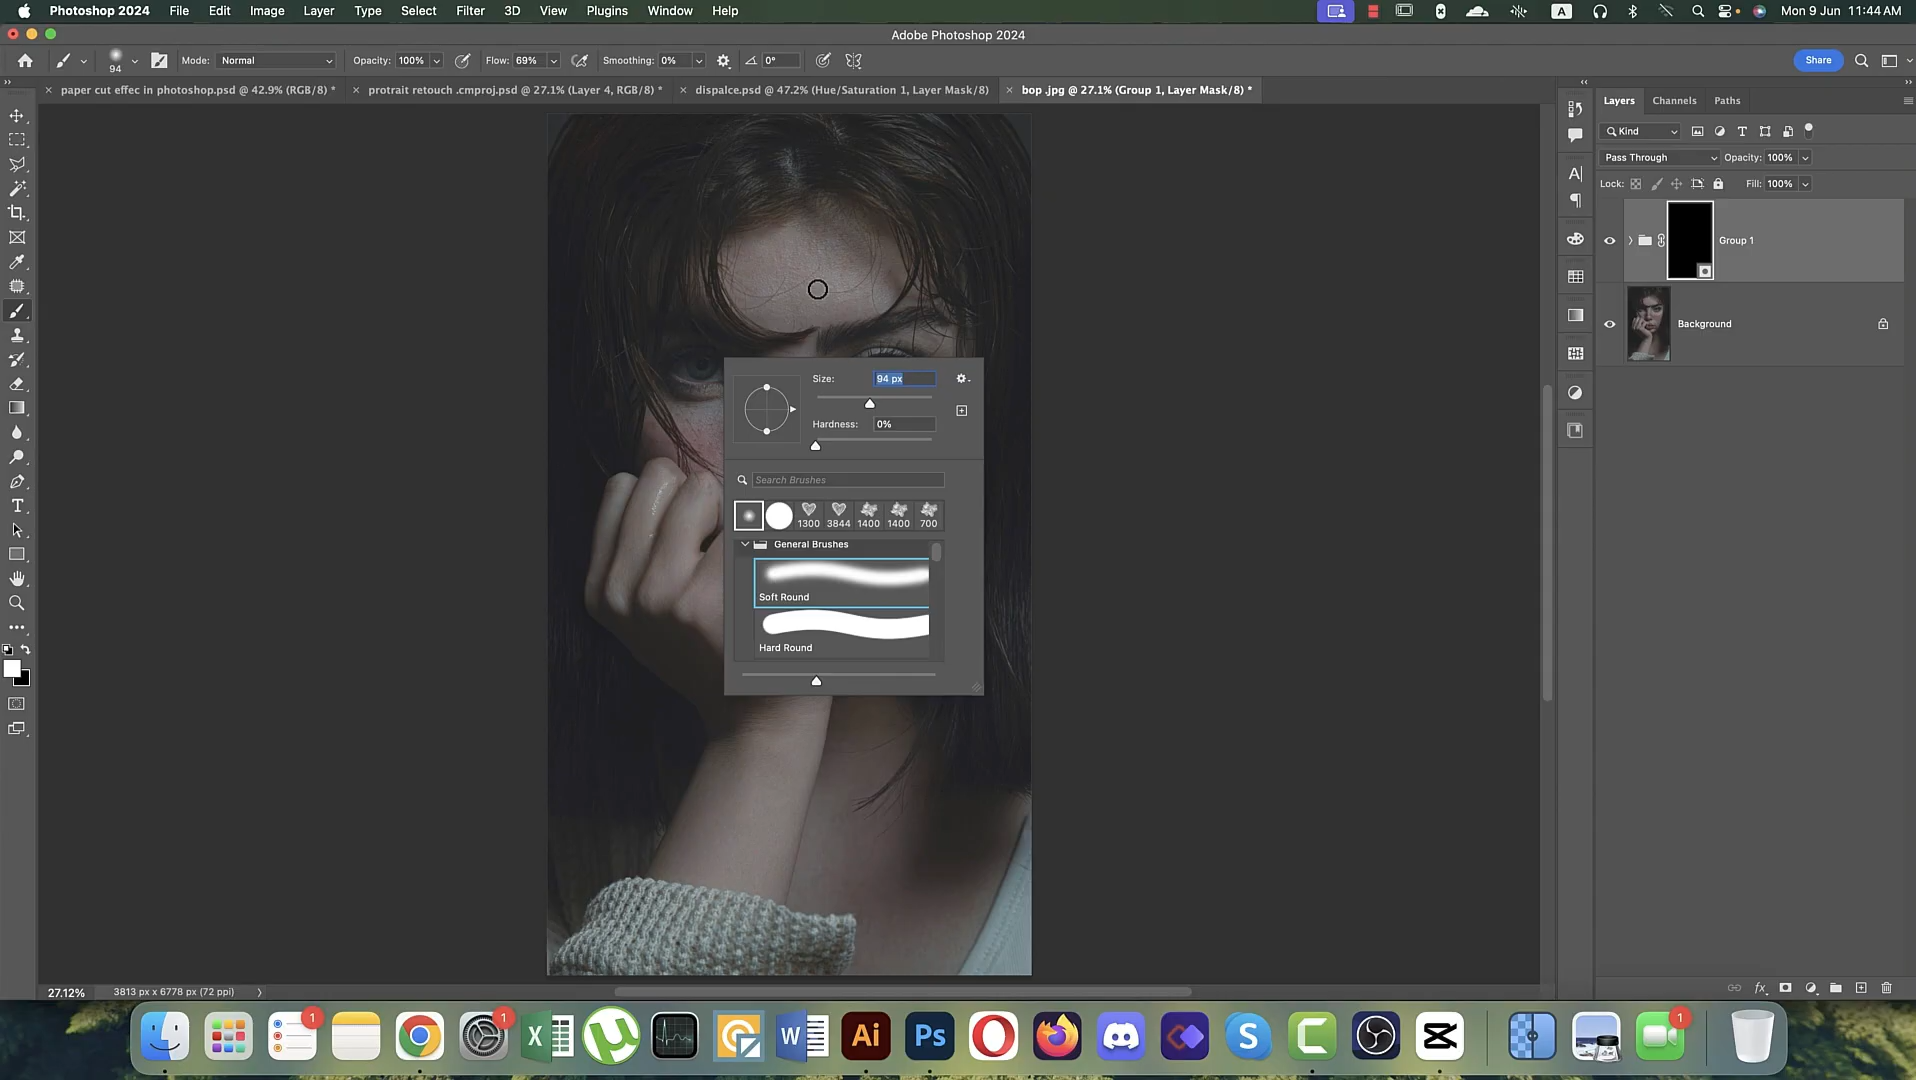 Photoshop 2024 File Edit Image Layer Type Select Filter 3D View Plugins Window Help A Mon 9 Jun 11:44 AM
Adobe Photoshop 2024
94 Mode: Normal Opacity: 100% Flow: 69% Smoothing: 0% 0° Share
paper cut effec in photoshop.psd @ 42.9% (RGB/8) * protrait retouch .cmproj.psd @ 27.1% (Layer 4, RGB/8) * dispalce.psd @ 47.2% (Hue/Saturation 1, Layer Mask/8) bop .jpg @ 27.1% (Group 1, Layer Mask/8) *
Layers Channels Paths
Kind
Pass Through Opacity: 100%
Lock: Fill: 100%
Group 1
Background
Size: 94 px
Hardness: 0%
Search Brushes
1300 3844 1400 1400 700
General Brushes
Soft Round
Hard Round
27.12% 3813 px x 6778 px (72 ppi)
1 1 1
Ai Ps